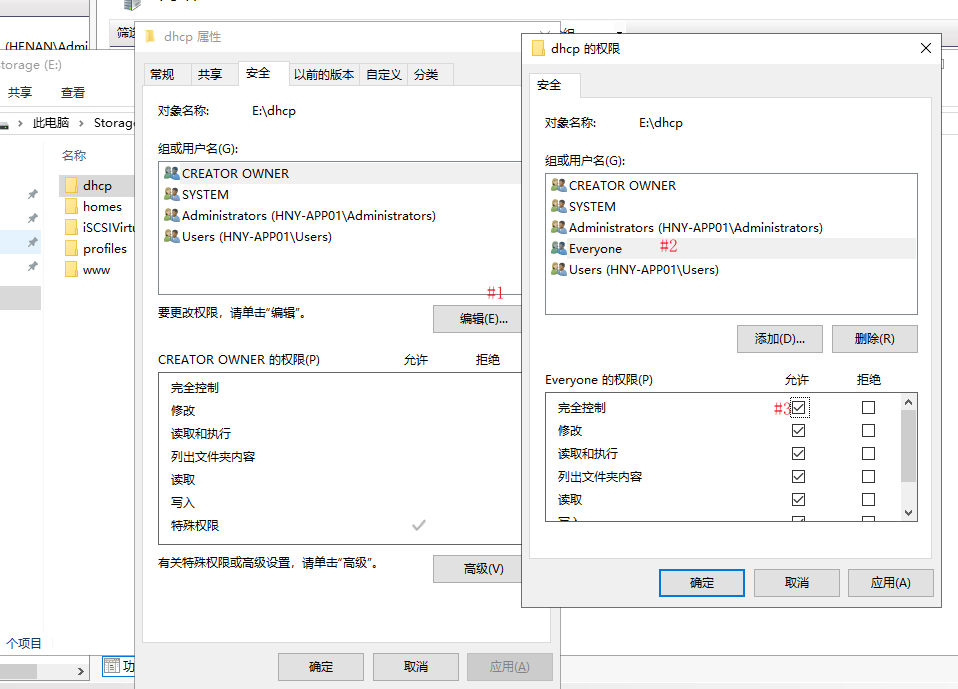 筛选
组
(HENAN\Admi
torage (E:)
共享
查看
此电脑
Storag
名称
dhcp
homes
iSCSIVirtu
profiles
www
个项目
dhcp 属性
常规
共享
安全
以前的版本
自定义
分类
对象名称:
E:\dhcp
组或用户名(G):
CREATOR OWNER
SYSTEM
Administrators (HNY-APP01\Administrators)
Users (HNY-APP01\Users)
#1
要更改权限，请单击“编辑”。
编辑(E)...
CREATOR OWNER 的权限(P)
允许
拒绝
完全控制
修改
读取和执行
列出文件夹内容
读取
写入
特殊权限
有关特殊权限或高级设置，请单击“高级”。
高级(V)
确定
取消
应用(A)
dhcp 的权限
安全
对象名称:
E:\dhcp
组或用户名(G):
CREATOR OWNER
SYSTEM
Administrators (HNY-APP01\Administrators)
Everyone
#2
Users (HNY-APP01\Users)
添加(D)...
删除(R)
Everyone 的权限(P)
允许
拒绝
完全控制
#3
修改
读取和执行
列出文件夹内容
读取
写入
确定
取消
应用(A)